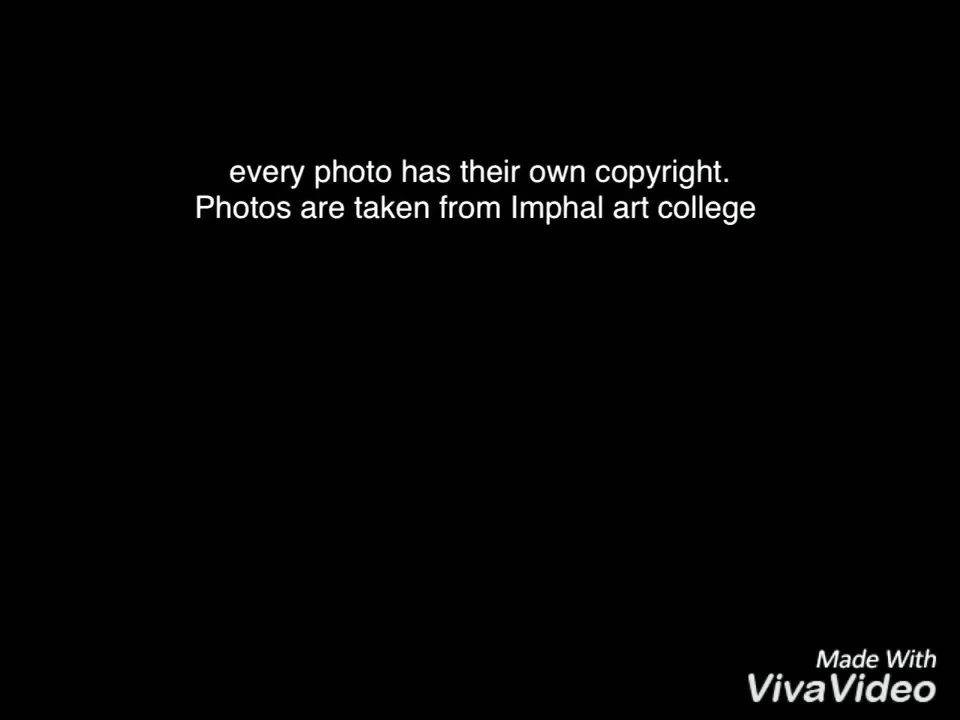 every photo has their own copyright.
Photos are taken from Imphal art college
Made With
VivaVideo